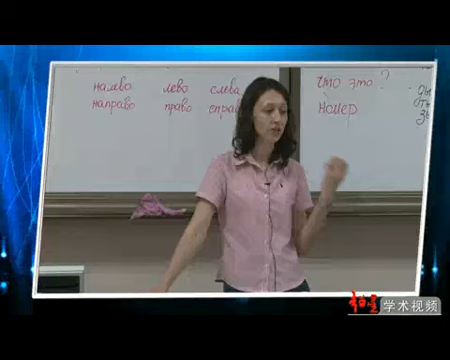 налево лево слева
направо право справ
что это ?
номер
学术视频